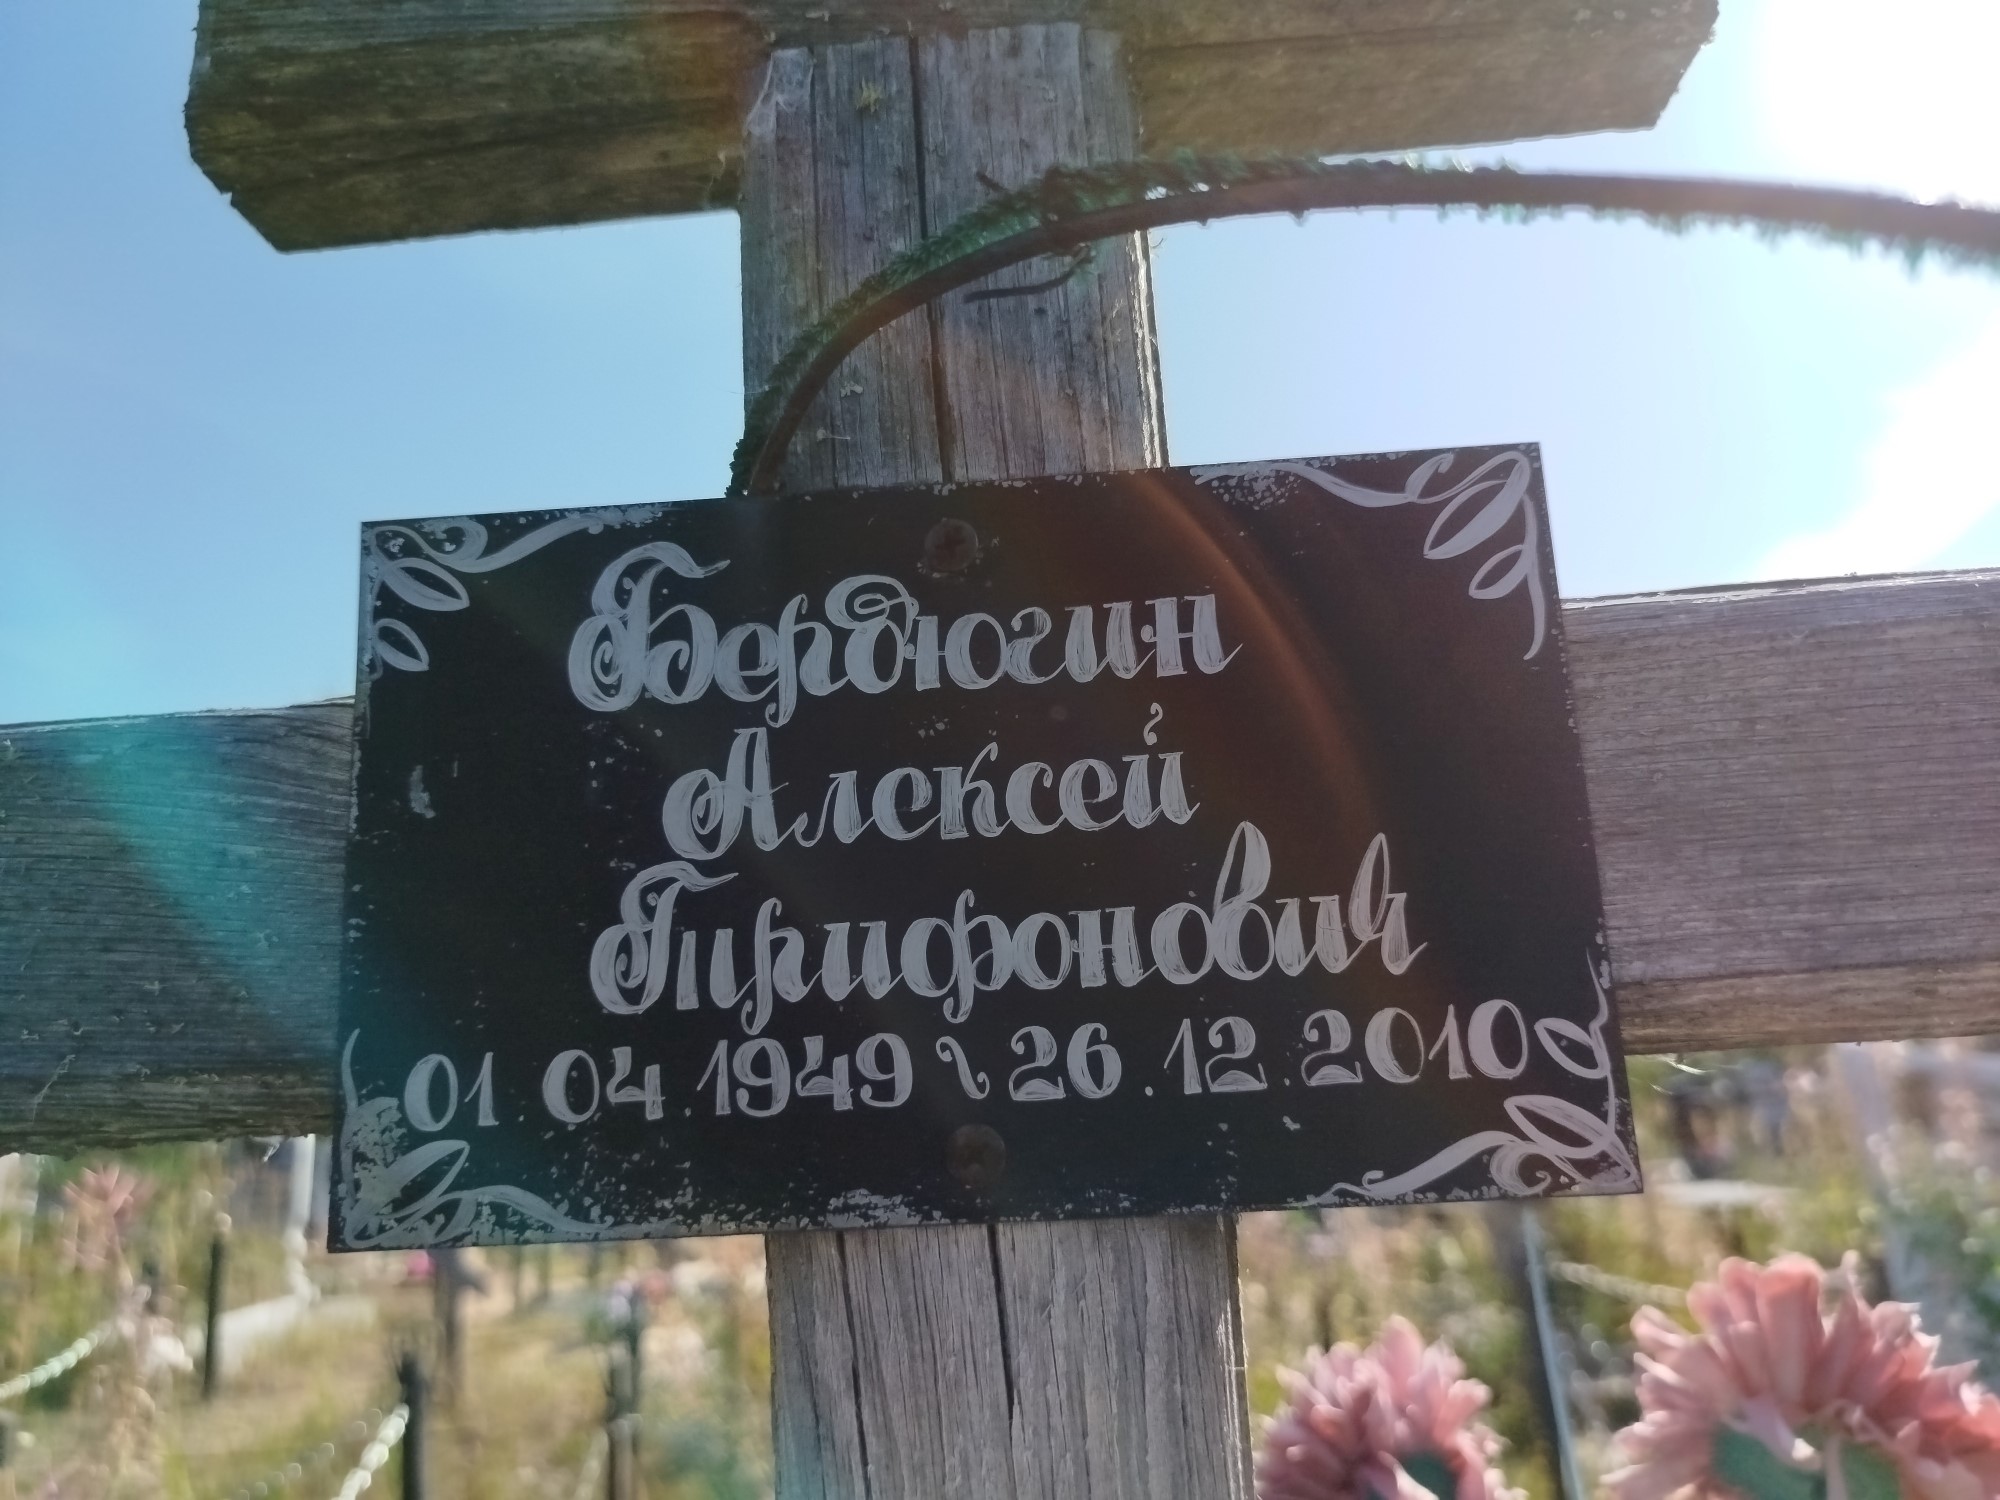 Бердюгин
Алексей
Трифонович
01.04.1949 ~ 26.12.2010